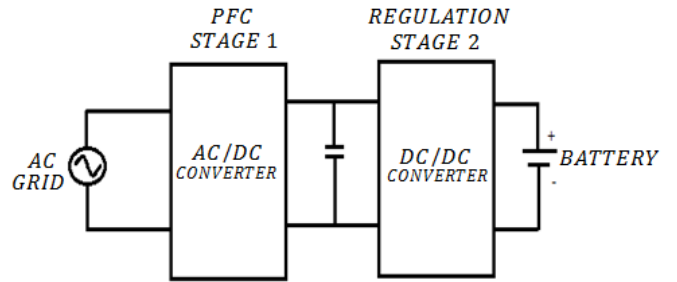 PFC
STAGE 1
REGULATION
STAGE 2
AC
GRID
AC/DC
CONVERTER
DC/DC
CONVERTER
+
BATTERY
-